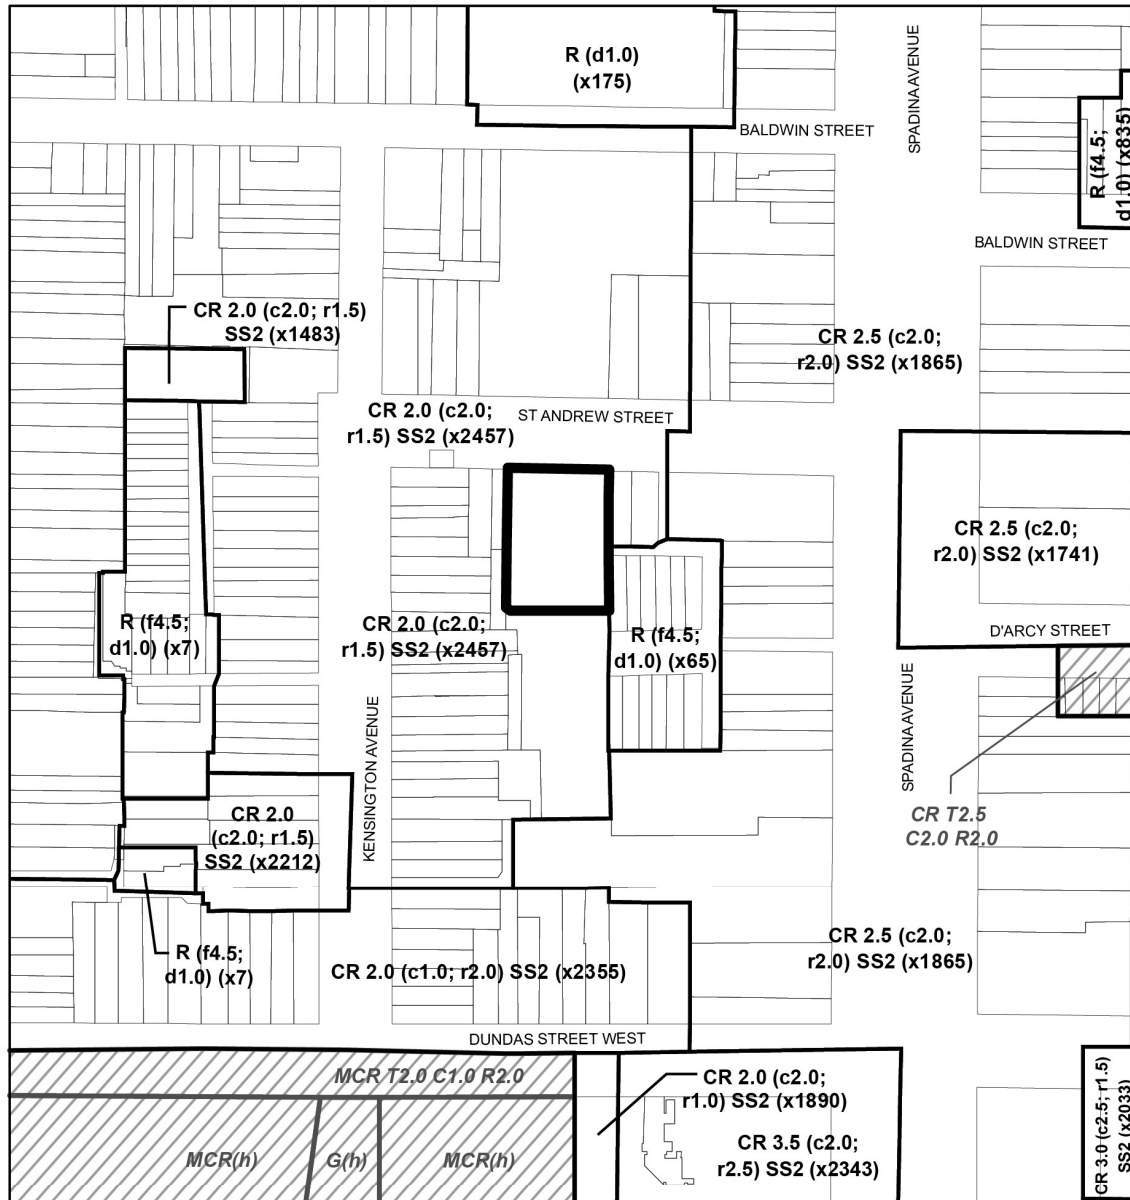 R (d1.0)
(x175)
BALDWIN STREET
SPADINA AVENUE
R (f4.5;
d1.0) (x835)
BALDWIN STREET
CR 2.0 (c2.0; r1.5)
SS2 (x1483)
CR 2.5 (c2.0;
r2.0) SS2 (x1865)
CR 2.0 (c2.0;
r1.5) SS2 (x2457)
ST ANDREW STREET
CR 2.5 (c2.0;
r2.0) SS2 (x1741)
R (f4.5;
d1.0) (x7)
CR 2.0 (c2.0;
r1.5) SS2 (x2457)
R (f4.5;
d1.0) (x65)
D'ARCY STREET
KENSINGTON AVENUE
SPADINA AVENUE
CR T2.5
C2.0 R2.0
CR 2.0
(c2.0; r1.5)
SS2 (x2212)
R (f4.5;
d1.0) (x7)
CR 2.0 (c1.0; r2.0) SS2 (x2355)
CR 2.5 (c2.0;
r2.0) SS2 (x1865)
DUNDAS STREET WEST
MCR T2.0 C1.0 R2.0
CR 2.0 (c2.0;
r1.0) SS2 (x1890)
MCR(h)
G(h)
MCR(h)
CR 3.5 (c2.0;
r2.5) SS2 (x2343)
CR 3.0 (c2.5; r1.5)
SS2 (x2033)